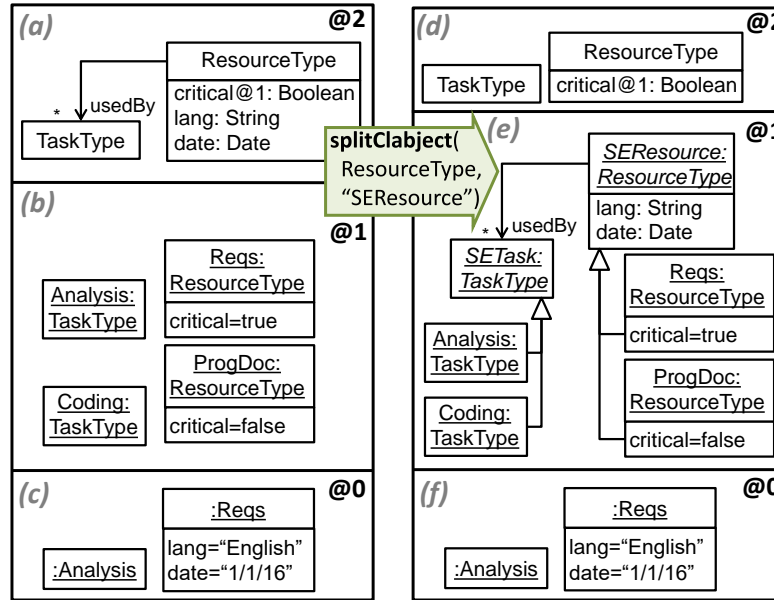 (a)
@2
ResourceType
critical@1: Boolean
lang: String
date: Date
*
usedBy
TaskType
(b)
@1
Reqs:
ResourceType
critical=true
Analysis:
TaskType
ProgDoc:
ResourceType
critical=false
Coding:
TaskType
(c)
@0
:Reqs
lang=“English”
date=“1/1/16”
:Analysis
splitClabject(
ResourceType,
“SEResource”)
(d)
@2
ResourceType
critical@1: Boolean
TaskType
(e)
@1
SEResource:
ResourceType
lang: String
date: Date
*
usedBy
SETask:
TaskType
Reqs:
ResourceType
critical=true
Analysis:
TaskType
ProgDoc:
ResourceType
critical=false
Coding:
TaskType
(f)
@0
:Reqs
lang=“English”
date=“1/1/16”
:Analysis